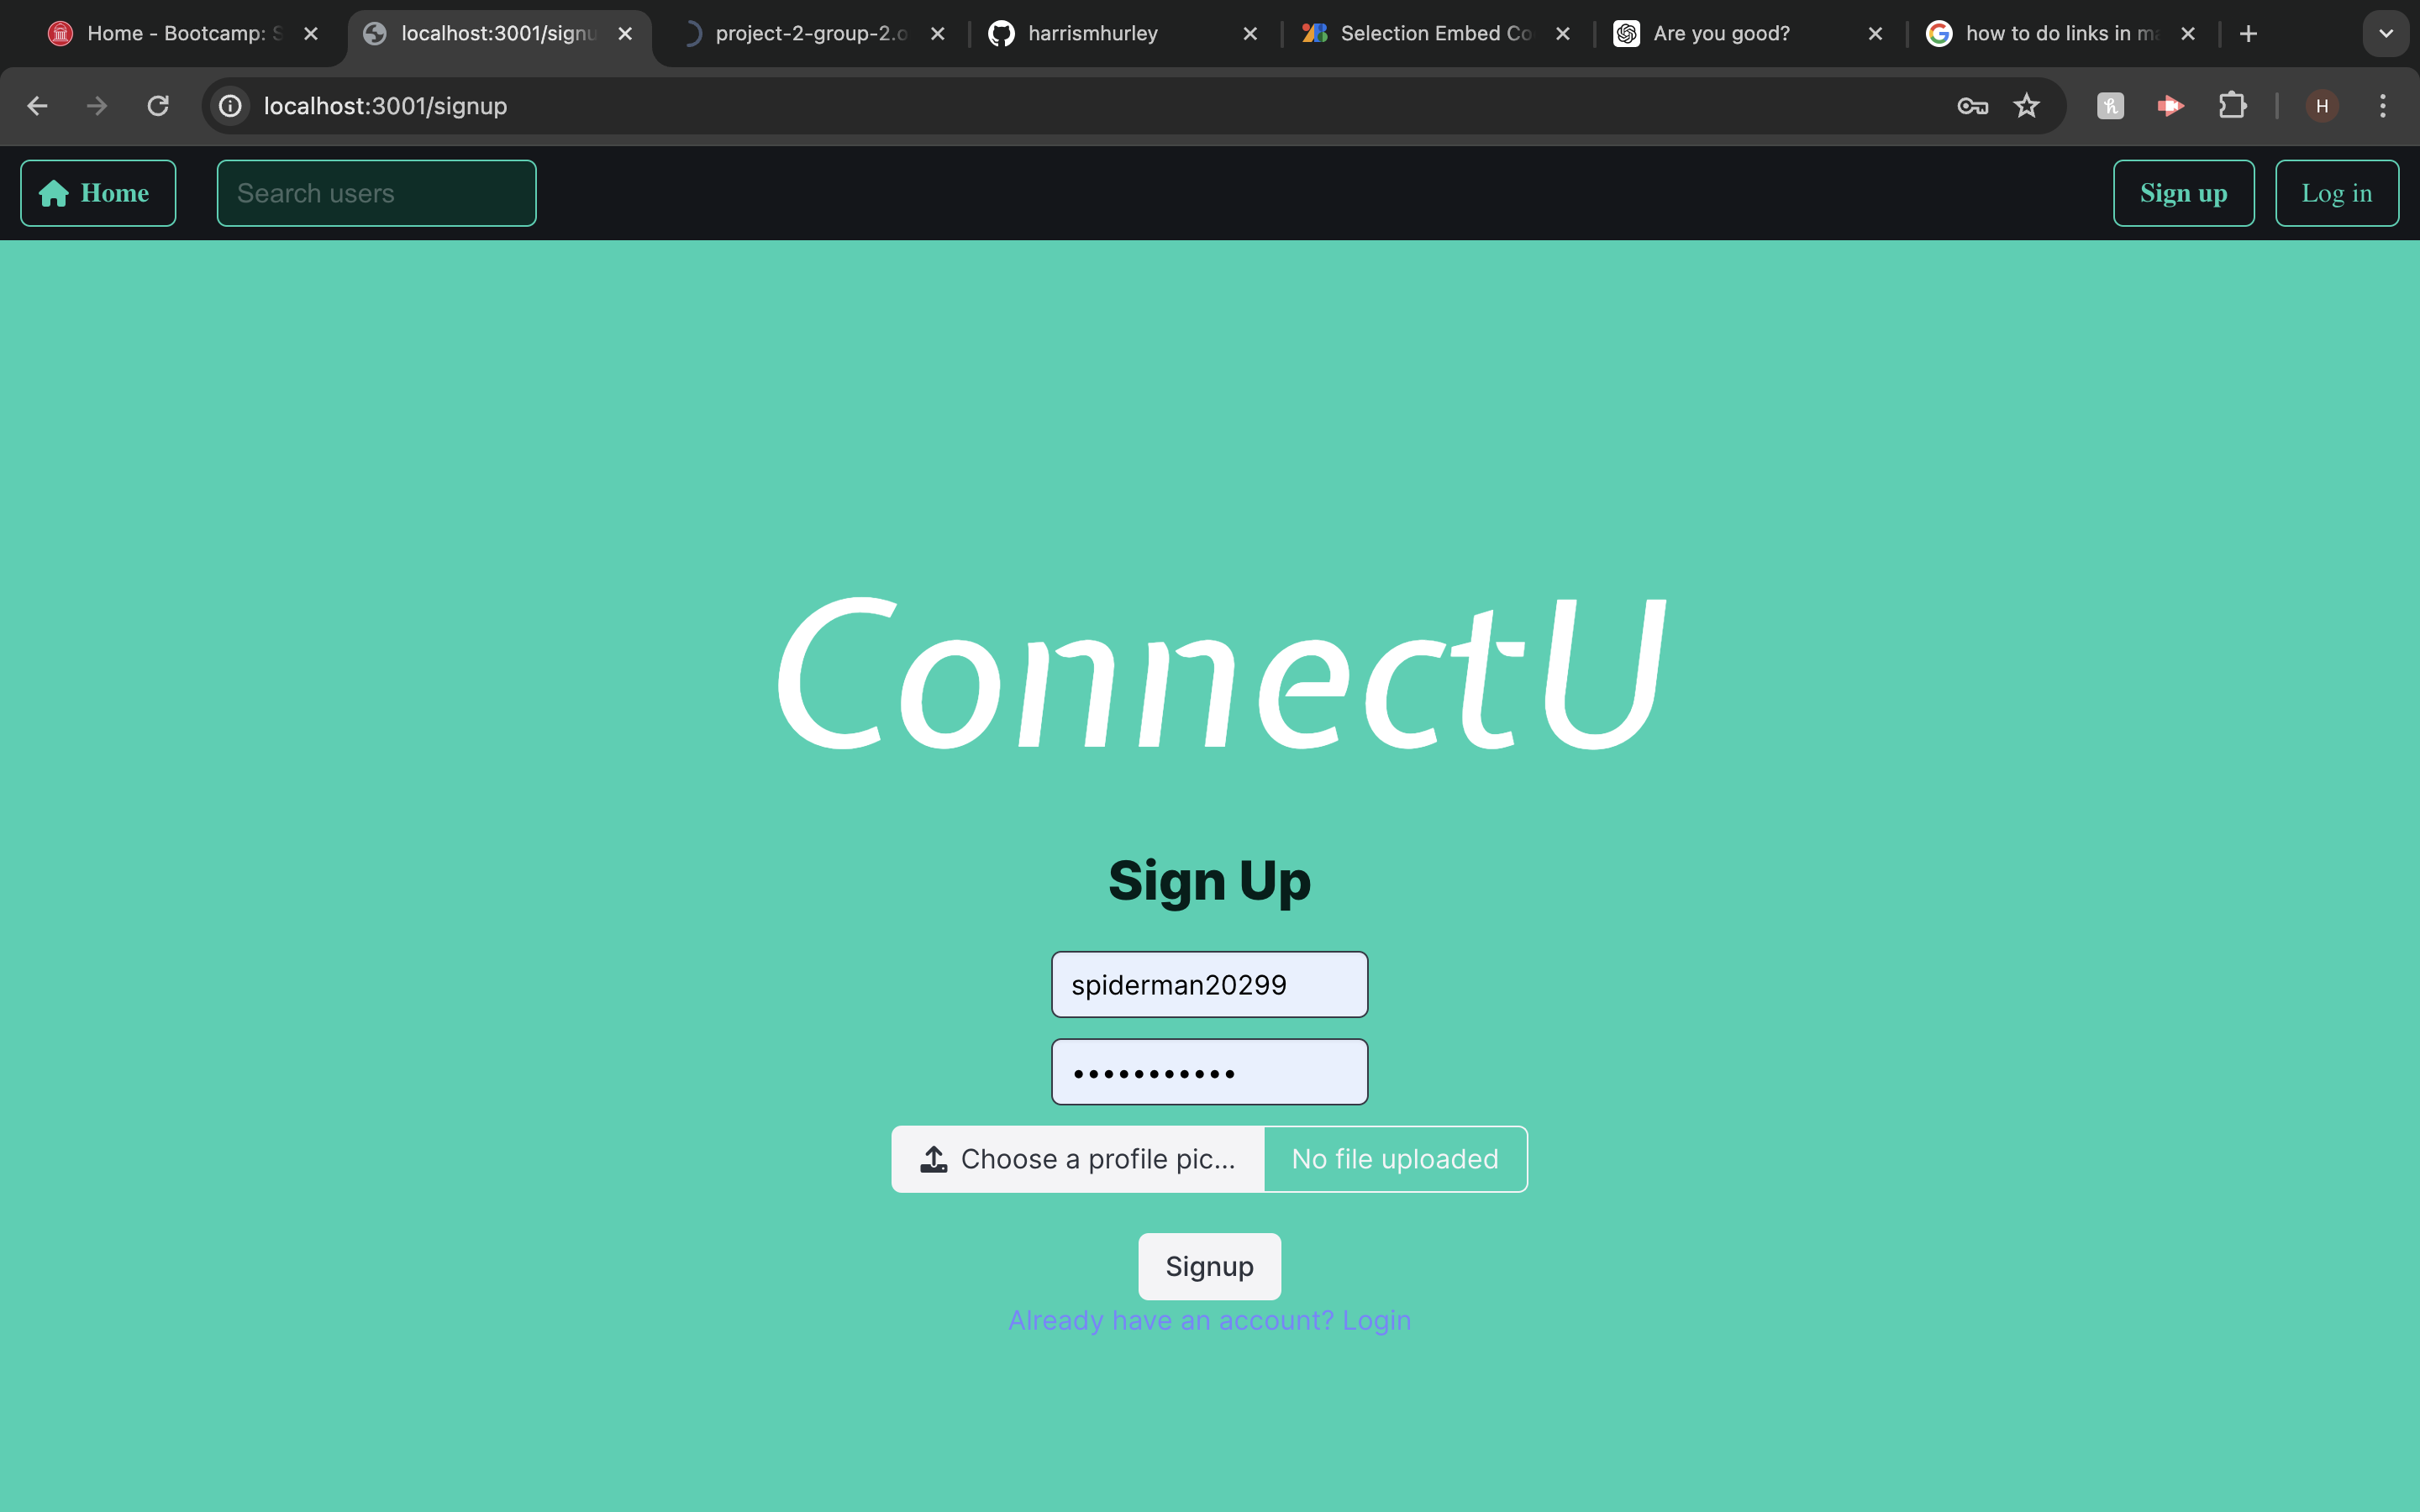 Home - Bootcamp: S
localhost:3001/signu
project-2-group-2.o
harrismhurley
Selection Embed Co
Are you good?
how to do links in ma
localhost:3001/signup
H
Home
Search users
Sign up
Log in
ConnectU
Sign Up
spiderman20299
•••••••••••
Choose a profile pic...
No file uploaded
Signup
Already have an account? Login